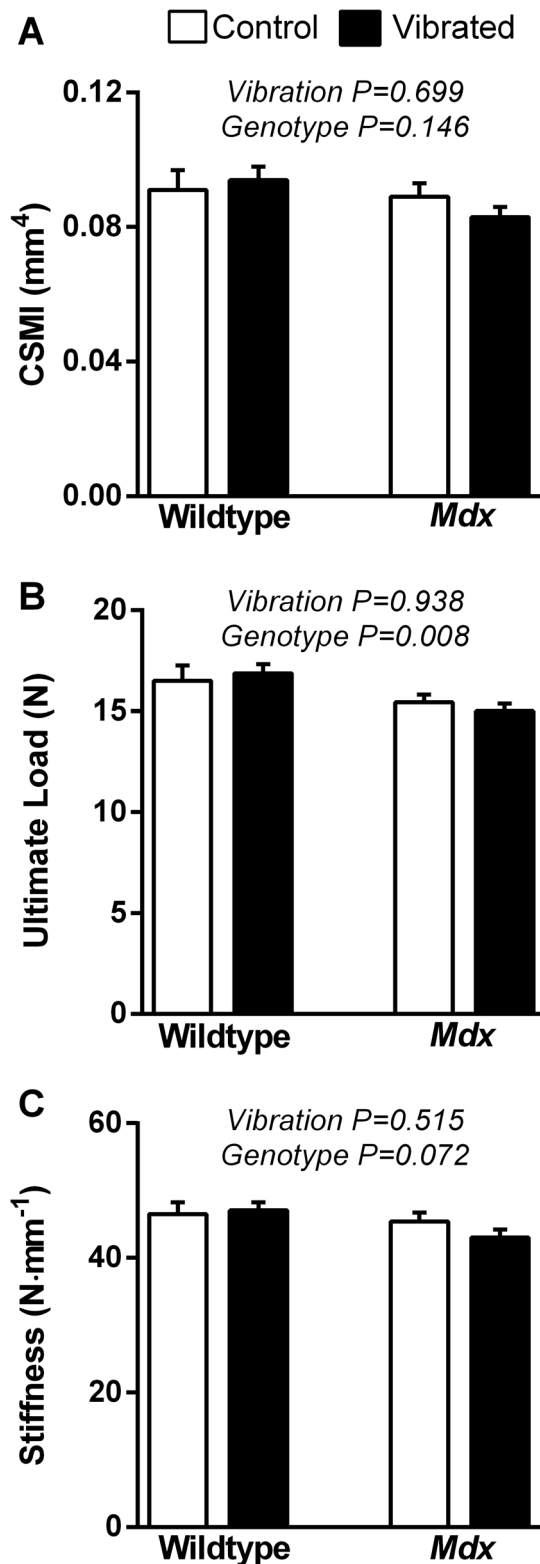 A
Control Vibrated
Vibration P=0.699
Genotype P=0.146
CSMI (mm⁴)
0.12
0.08
0.04
0.00
Wildtype Mdx
B
Vibration P=0.938
Genotype P=0.008
Ultimate Load (N)
20
15
10
5
0
Wildtype Mdx
C
Vibration P=0.515
Genotype P=0.072
Stiffness (N·mm⁻¹)
60
40
20
0
Wildtype Mdx